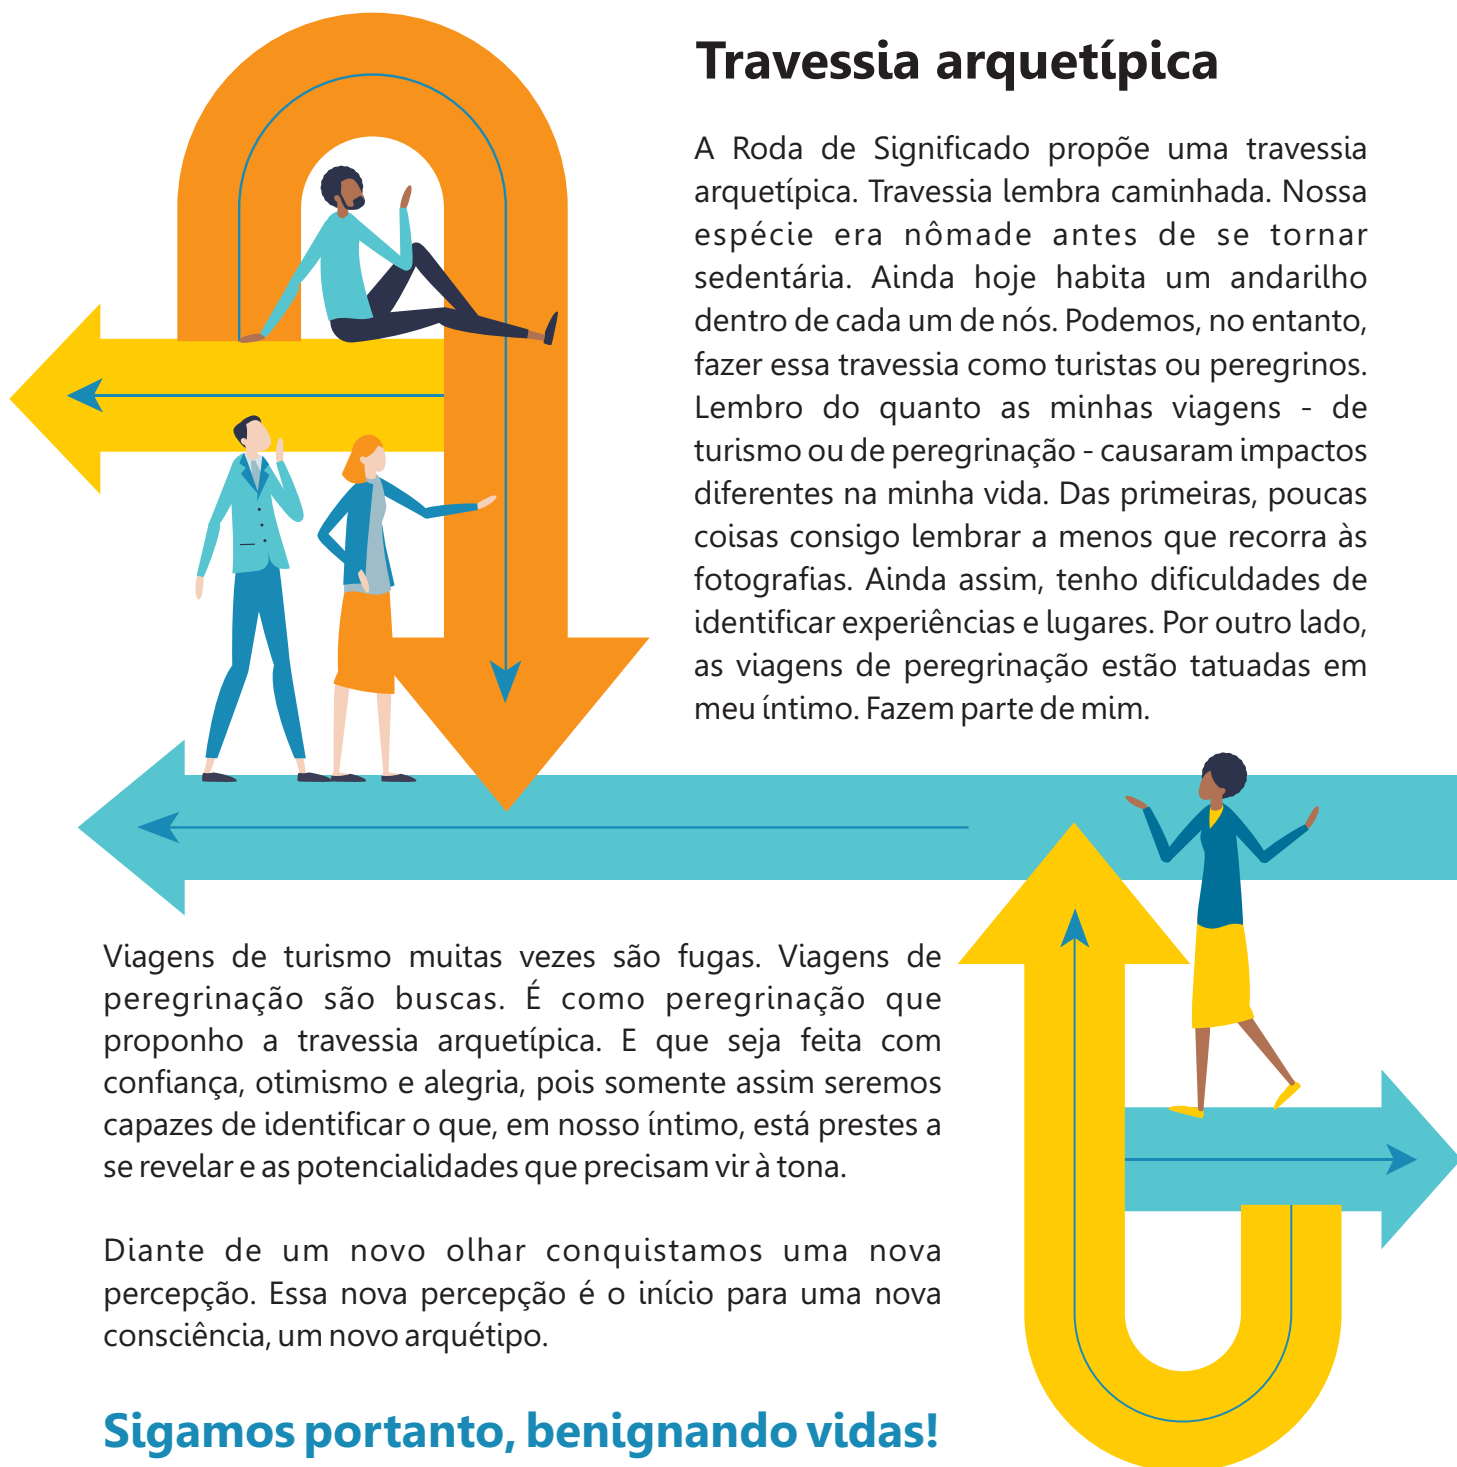 Travessia arquetípica
A Roda de Significado propõe uma travessia
arquetípica. Travessia lembra caminhada. Nossa
espécie era nômade antes de se tornar
sedentária. Ainda hoje habita um andarilho
dentro de cada um de nós. Podemos, no entanto,
fazer essa travessia como turistas ou peregrinos.
Lembro do quanto as minhas viagens - de
turismo ou de peregrinação - causaram impactos
diferentes na minha vida. Das primeiras, poucas
coisas consigo lembrar a menos que recorra às
fotografias. Ainda assim, tenho dificuldades de
identificar experiências e lugares. Por outro lado,
as viagens de peregrinação estão tatuadas em
meu íntimo. Fazem parte de mim.
Viagens de turismo muitas vezes são fugas. Viagens de
peregrinação são buscas. É como peregrinação que
proponho a travessia arquetípica. E que seja feita com
confiança, otimismo e alegria, pois somente assim seremos
capazes de identificar o que, em nosso íntimo, está prestes a
se revelar e as potencialidades que precisam vir à tona.
Diante de um novo olhar conquistamos uma nova
percepção. Essa nova percepção é o início para uma nova
consciência, um novo arquétipo.
Sigamos portanto, benignando vidas!